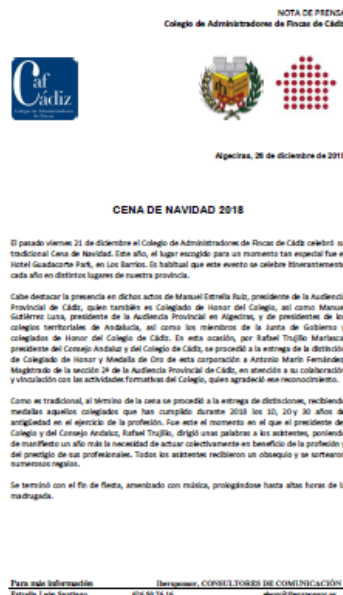 NOTA DE PRENSA
Colegio de Administradores de Fincas de Cádiz
Caf
Cádiz
Colegio de Administradores
de Fincas
Algeciras, 26 de diciembre de 2018
CENA DE NAVIDAD 2018
El pasado viernes 21 de diciembre el Colegio de Administradores de Fincas de Cádiz celebró su
tradicional Cena de Navidad. Este año, el lugar escogido para un momento tan especial fue el
Hotel Guadacorte Park, en Los Barrios. Es habitual que este evento se celebre itinerantemente
cada año en distintos lugares de nuestra provincia.
Cabe destacar la presencia en dichos actos de Manuel Estrella Ruiz, presidente de la Audiencia
Provincial de Cádiz, quien también es Colegiado de Honor del Colegio, así como Manuel
Gutiérrez Luna, presidente de la Audiencia Provincial en Algeciras, y de presidentes de los
colegios territoriales de Andalucía, así como los miembros de la Junta de Gobierno y
colegiados de Honor del Colegio de Cádiz. En esta ocasión, por Rafael Trujillo Marlasca
presidente del Consejo Andaluz y del Colegio de Cádiz, se procedió a la entrega de la distinción
de Colegiado de Honor y Medalla de Oro de esta corporación a Antonio Marín Fernández,
Magistrado de la sección 2ª de la Audiencia Provincial de Cádiz, en atención a su colaboración
y vinculación con las actividades formativas del Colegio, quien agradeció ese reconocimiento.
Como es tradicional, al término de la cena se procedió a la entrega de distinciones, recibiendo
medallas aquellos colegiados que han cumplido durante 2018 los 10, 20 y 30 años de
antigüedad en el ejercicio de la profesión. Fue este el momento en el que el presidente del
Colegio y del Consejo Andaluz, Rafael Trujillo, dirigió unas palabras a los asistentes, poniendo
de manifiesto un año más la necesidad de actuar colectivamente en beneficio de la profesión y
del prestigio de sus profesionales. Todos los asistentes recibieron un obsequio y se sortearon
numerosos regalos.
Se terminó con el fin de fiesta, amenizado con música, prolongándose hasta altas horas de la
madrugada.
Para más información Ibersponsor, CONSULTORES DE COMUNICACIÓN
Estrella León Santiago